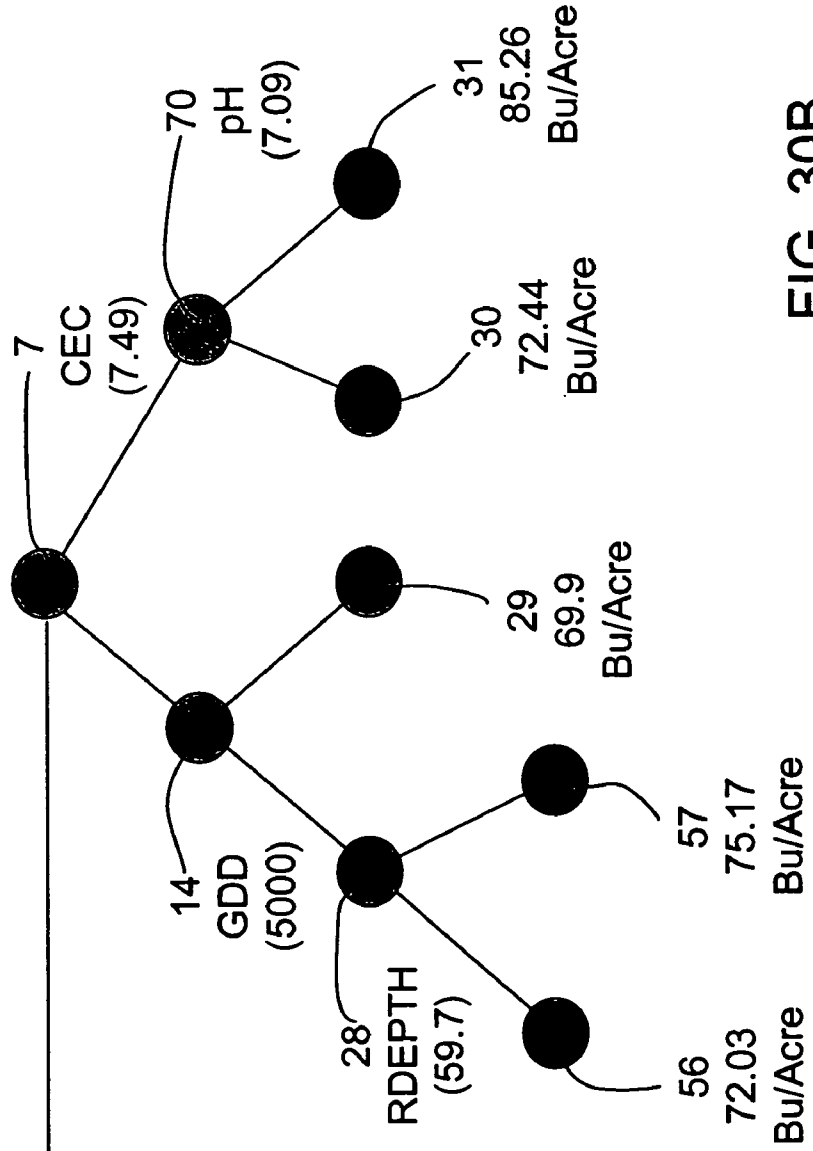 7
CEC
(7.49)
14
GDD
(5000)
70
pH
(7.09)
28
RDEPTH
(59.7)
29
69.9
Bu/Acre
30
72.44
Bu/Acre
31
85.26
Bu/Acre
56
72.03
Bu/Acre
57
75.17
Bu/Acre
FIG. 30B